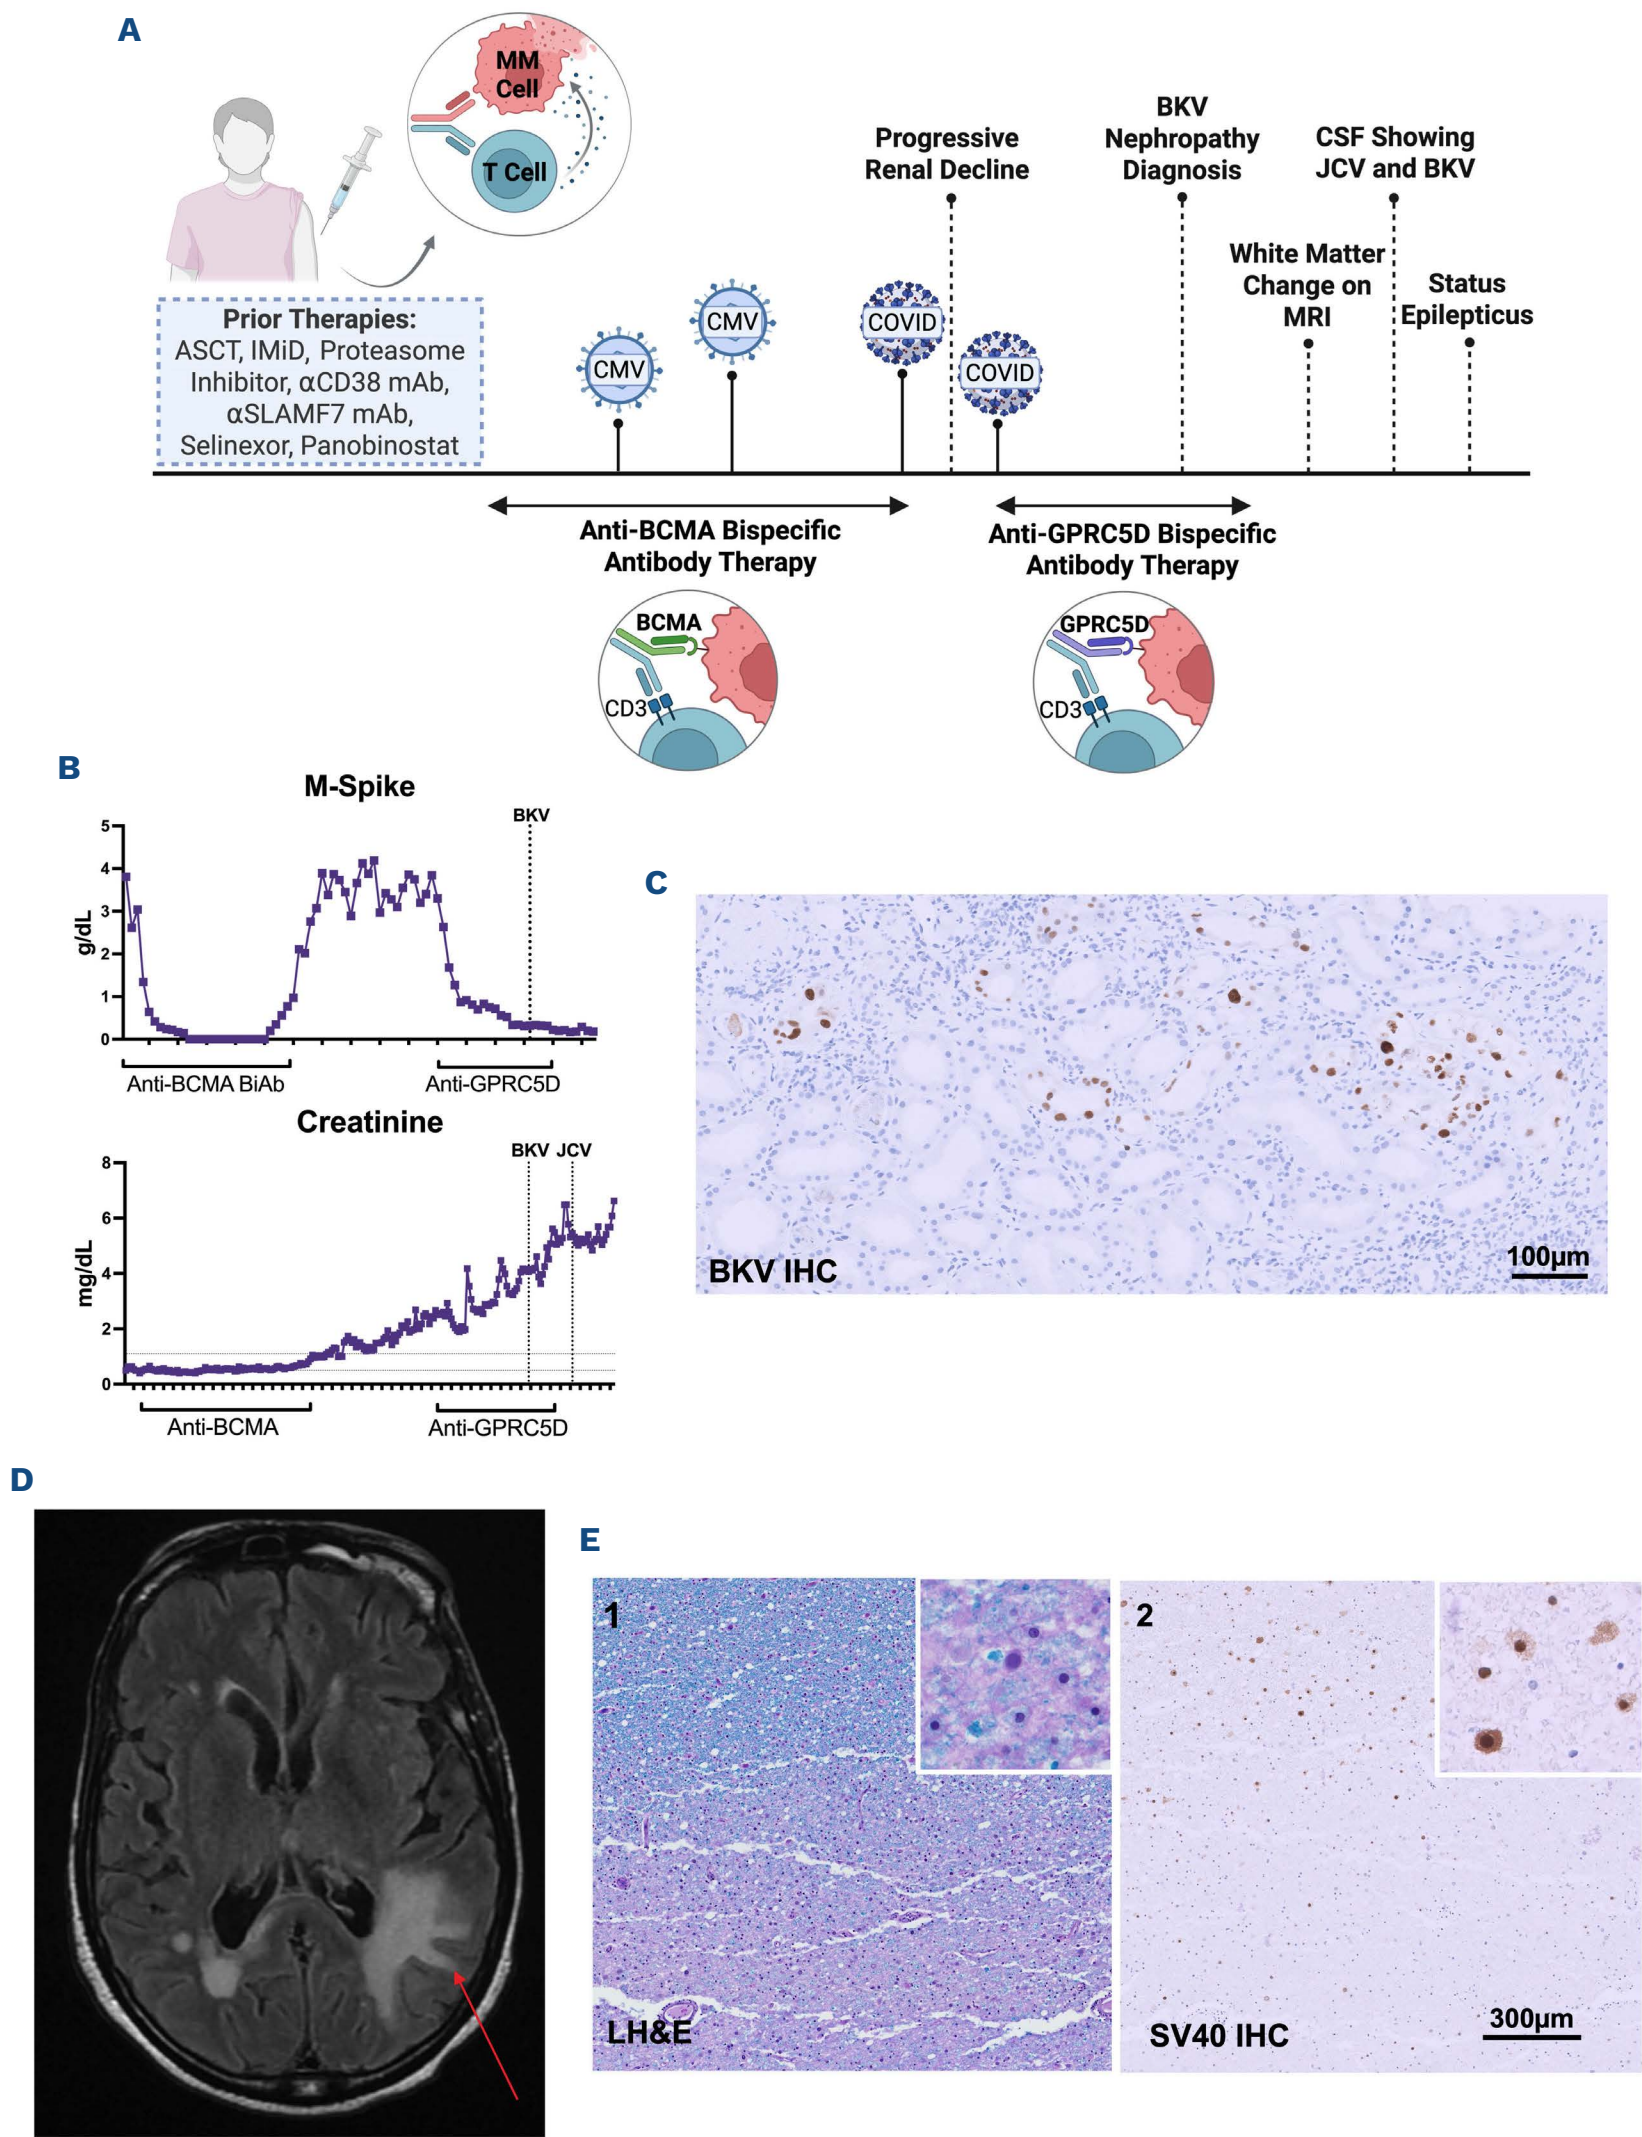 A
MM
Cell
T Cell
Prior Therapies:
ASCT, IMiD, Proteasome
Inhibitor, αCD38 mAb,
αSLAMF7 mAb,
Selinexor, Panobinostat
CMV
CMV
COVID
COVID
Progressive
Renal Decline
BKV
Nephropathy
Diagnosis
White Matter
Change on
MRI
CSF Showing
JCV and BKV
Status
Epilepticus
Anti-BCMA Bispecific
Antibody Therapy
Anti-GPRC5D Bispecific
Antibody Therapy
BCMA
CD3
GPRC5D
CD3
B
M-Spike
BKV
g/dL
5
4
3
2
1
0
Anti-BCMA BiAb
Anti-GPRC5D
Creatinine
BKV JCV
mg/dL
8
6
4
2
0
Anti-BCMA
Anti-GPRC5D
C
BKV IHC
100µm
D
E
1
LH&E
2
SV40 IHC
300µm